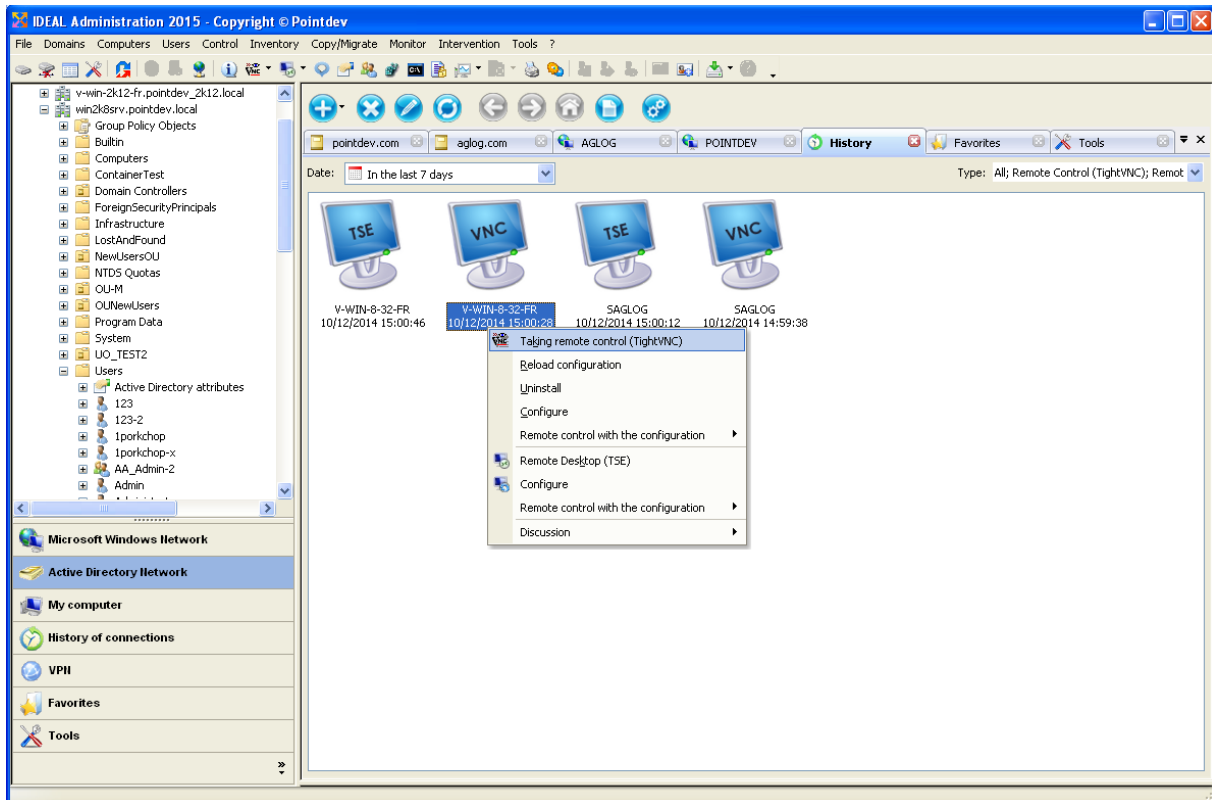 IDEAL Administration 2015 - Copyright © Pointdev
File Domains Computers Users Control Inventory Copy/Migrate Monitor Intervention Tools ?
v-win-2k12-fr.pointdev_2k12.local
win2k8srv.pointdev.local
Group Policy Objects
Builtin
Computers
ContainerTest
Domain Controllers
ForeignSecurityPrincipals
Infrastructure
LostAndFound
NewUsersOU
NTDS Quotas
OU-M
OUNewUsers
Program Data
System
UO_TEST2
Users
Active Directory attributes
123
123-2
1porkchop
1porkchop-x
AA_Admin-2
Admin
Microsoft Windows Network
Active Directory Network
My computer
History of connections
VPN
Favorites
Tools
pointdev.com aglog.com AGLOG POINTDEV History Favorites Tools
Date: In the last 7 days Type: All; Remote Control (TightVNC); Remot
TSE VNC TSE VNC
V-WIN-8-32-FR V-WIN-8-32-FR SAGLOG SAGLOG
10/12/2014 15:00:46 10/12/2014 15:00:28 10/12/2014 15:00:12 10/12/2014 14:59:38
Taking remote control (TightVNC)
Reload configuration
Uninstall
Configure
Remote control with the configuration
Remote Desktop (TSE)
Configure
Remote control with the configuration
Discussion